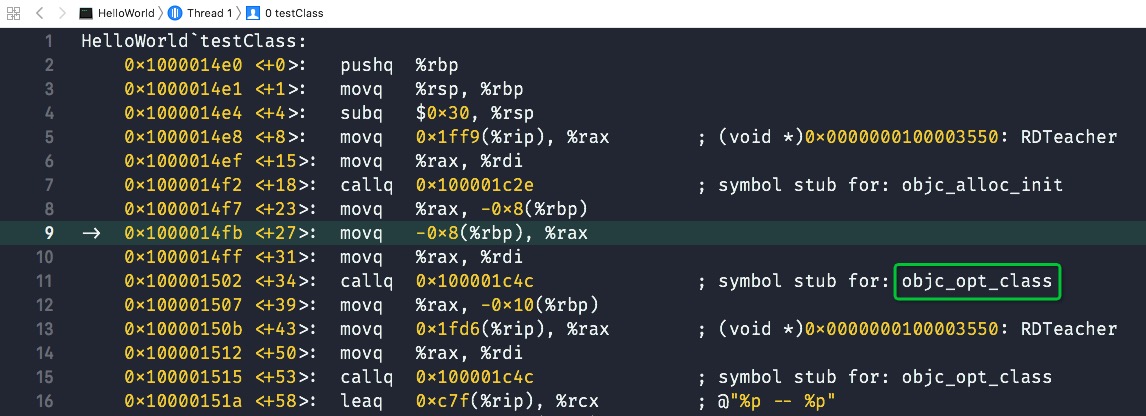 HelloWorld 〉 Thread 1 〉 0 testClass
1 HelloWorld`testClass:
2 0x1000014e0 <+0>: pushq %rbp
3 0x1000014e1 <+1>: movq %rsp, %rbp
4 0x1000014e4 <+4>: subq $0x30, %rsp
5 0x1000014e8 <+8>: movq 0x1ff9(%rip), %rax ; (void *)0x0000000100003550: RDTeacher
6 0x1000014ef <+15>: movq %rax, %rdi
7 0x1000014f2 <+18>: callq 0x100001c2e ; symbol stub for: objc_alloc_init
8 0x1000014f7 <+23>: movq %rax, -0x8(%rbp)
9 -> 0x1000014fb <+27>: movq -0x8(%rbp), %rax
10 0x1000014ff <+31>: movq %rax, %rdi
11 0x100001502 <+34>: callq 0x100001c4c ; symbol stub for: objc_opt_class
12 0x100001507 <+39>: movq %rax, -0x10(%rbp)
13 0x10000150b <+43>: movq 0x1fd6(%rip), %rax ; (void *)0x0000000100003550: RDTeacher
14 0x100001512 <+50>: movq %rax, %rdi
15 0x100001515 <+53>: callq 0x100001c4c ; symbol stub for: objc_opt_class
16 0x10000151a <+58>: leaq 0xc7f(%rip), %rcx ; @"%p -- %p"